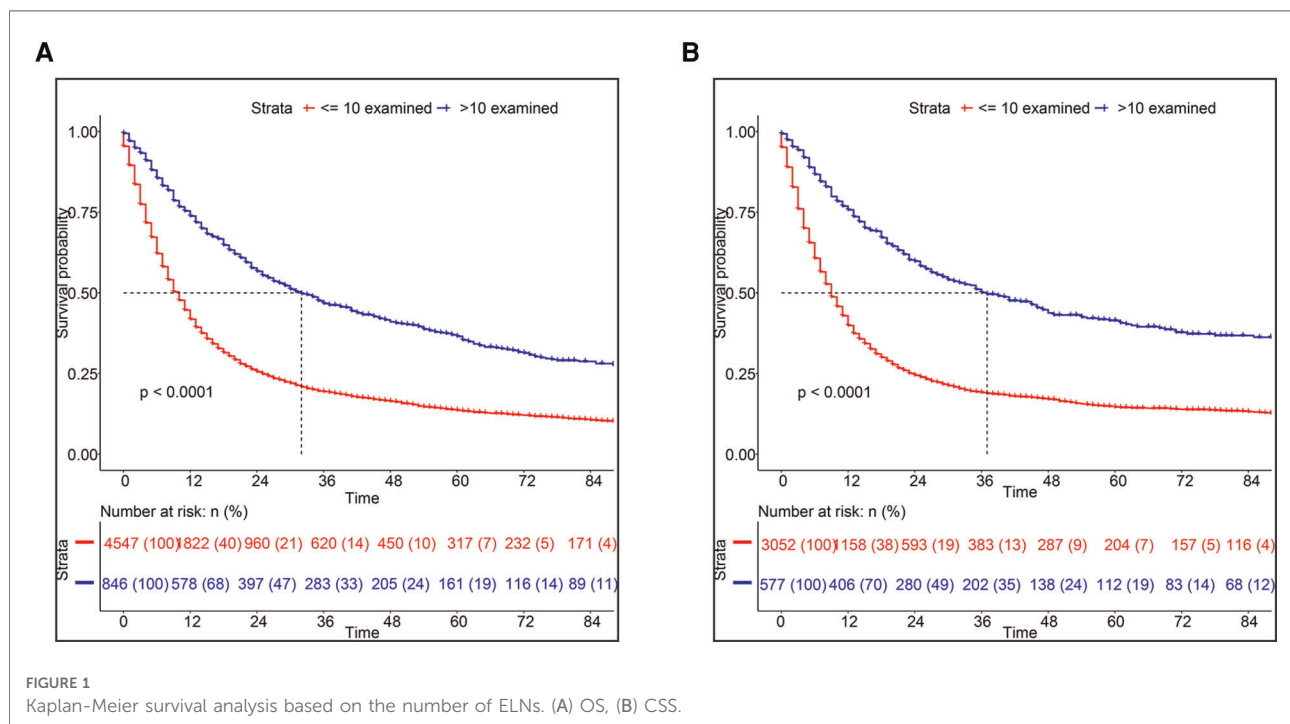 A
Strata <= 10 examined >10 examined
1.00
0.75
0.50
0.25
0.00
Survival probability
p < 0.0001
0 12 24 36 48 60 72 84
Time
Number at risk: n (%)
Strata
4547 (100) 1822 (40) 960 (21) 620 (14) 450 (10) 317 (7) 232 (5) 171 (4)
846 (100) 578 (68) 397 (47) 283 (33) 205 (24) 161 (19) 116 (14) 89 (11)
0 12 24 36 48 60 72 84
Time
B
Strata <= 10 examined >10 examined
1.00
0.75
0.50
0.25
0.00
Survival probability
p < 0.0001
0 12 24 36 48 60 72 84
Time
Number at risk: n (%)
Strata
3052 (100) 1158 (38) 593 (19) 383 (13) 287 (9) 204 (7) 157 (5) 116 (4)
577 (100) 406 (70) 280 (49) 202 (35) 138 (24) 112 (19) 83 (14) 68 (12)
0 12 24 36 48 60 72 84
Time
FIGURE 1
Kaplan-Meier survival analysis based on the number of ELNs. (A) OS, (B) CSS.